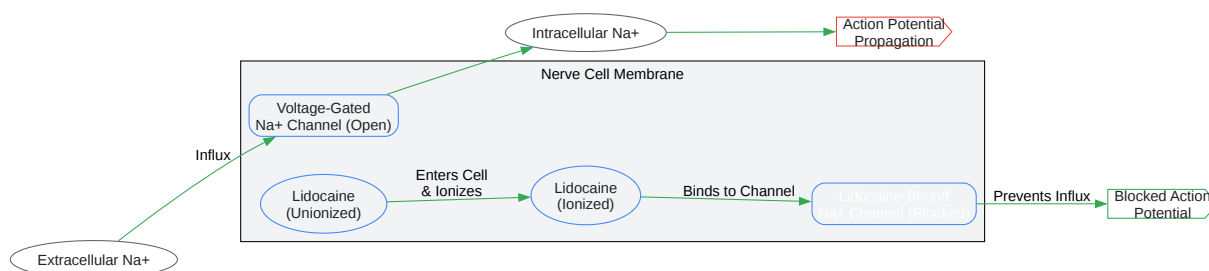 Intracellular Na+
Action Potential
Propagation
Nerve Cell Membrane
Voltage-Gated
Na+ Channel (Open)
Influx
Lidocaine
(Unionized)
Enters Cell
& Ionizes
Lidocaine
(Ionized)
Binds to Channel
Lidocaine-Bound
Na+ Channel (Blocked)
Prevents Influx
Blocked Action
Potential
Extracellular Na+